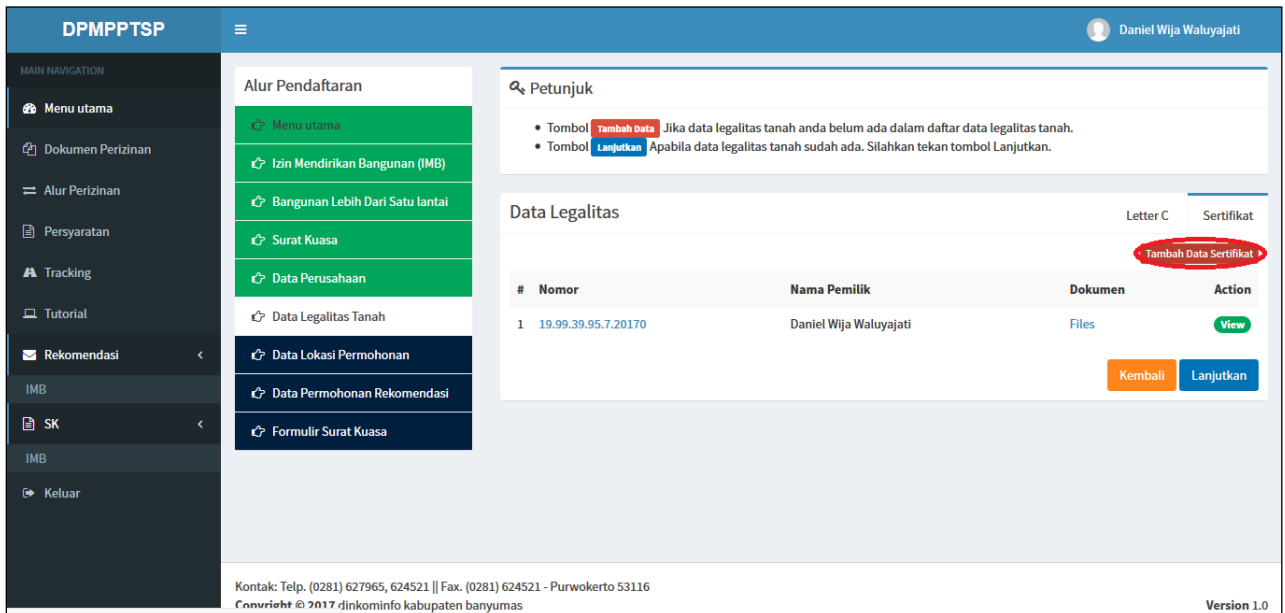 DPMPPTSP
Daniel Wija Waluyajati
MAIN NAVIGATION
Menu utama
Dokumen Perizinan
Alur Perizinan
Persyaratan
Tracking
Tutorial
Rekomendasi
IMB
SK
IMB
Keluar
Alur Pendaftaran
Menu utama
Izin Mendirikan Bangunan (IMB)
Bangunan Lebih Dari Satu lantai
Surat Kuasa
Data Perusahaan
Data Legalitas Tanah
Data Lokasi Permohonan
Data Permohonan Rekomendasi
Formulir Surat Kuasa
Petunjuk
• Tombol Tambah Data Jika data legalitas tanah anda belum ada dalam daftar data legalitas tanah.
• Tombol Lanjutkan Apabila data legalitas tanah sudah ada. Silahkan tekan tombol Lanjutkan.
Data Legalitas
Letter C Sertifikat
Tambah Data Sertifikat
# Nomor Nama Pemilik Dokumen Action
1 19.99.39.95.7.20170 Daniel Wija Waluyajati Files View
Kembali Lanjutkan
Kontak: Telp. (0281) 627965, 624521 || Fax. (0281) 624521 - Purwokerto 53116
Copyright © 2017 dinkominfo kabupaten banyumas Version 1.0